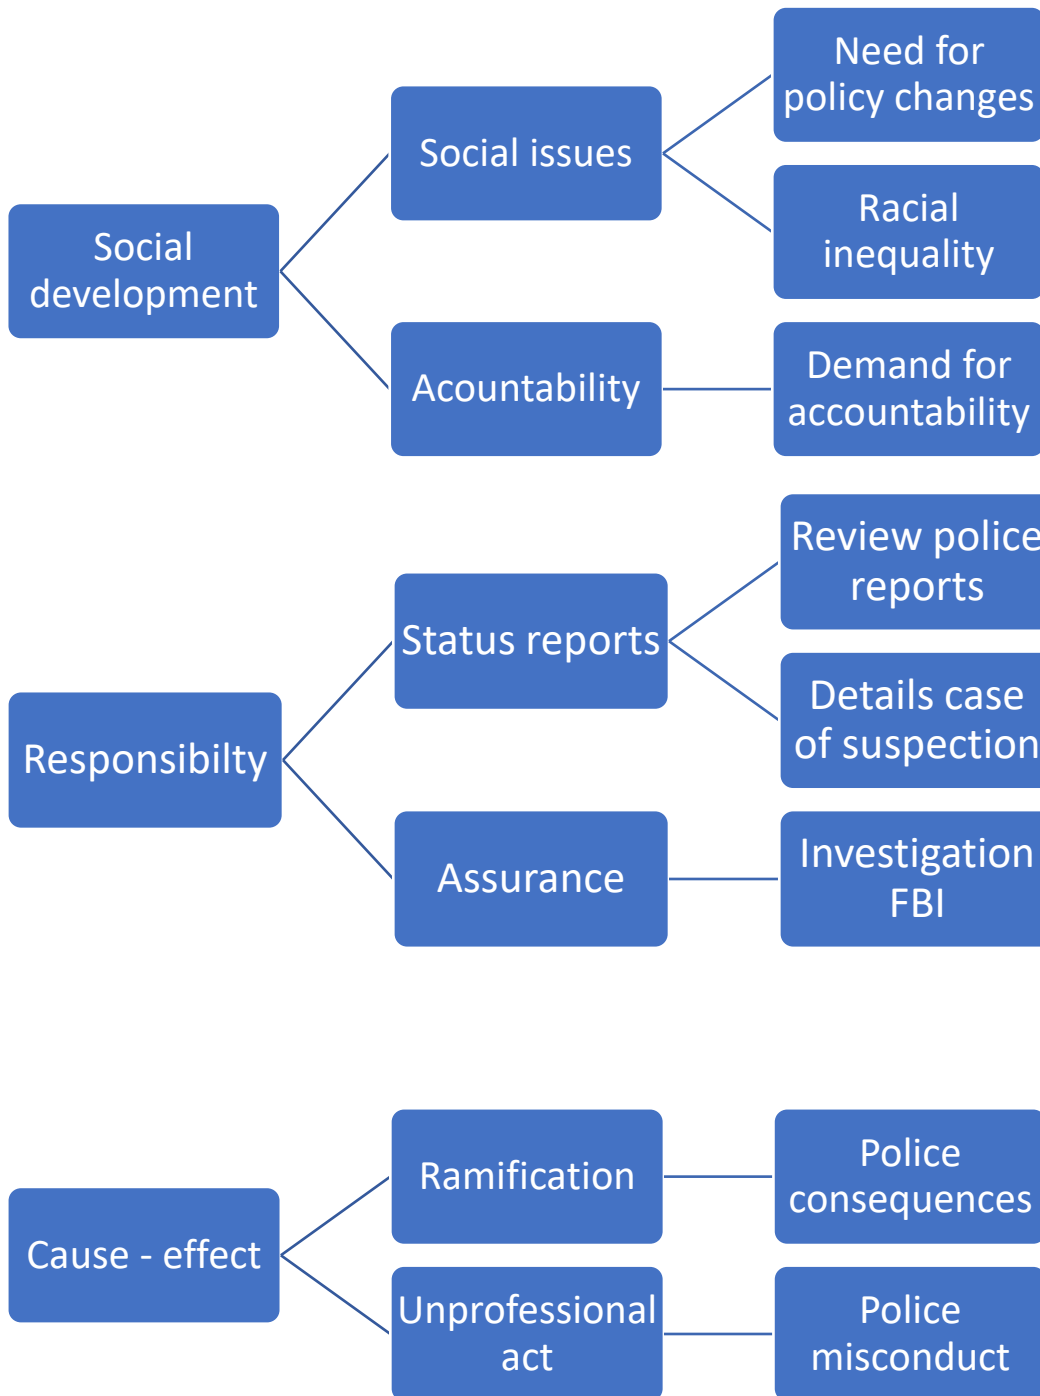 Social
development
Social issues
Need for
policy changes
Racial
inequality
Acountability
Demand for
accountability
Responsibilty
Status reports
Review police
reports
Details case
of suspection
Assurance
Investigation
FBI
Cause - effect
Ramification
Police
consequences
Unprofessional
act
Police
misconduct